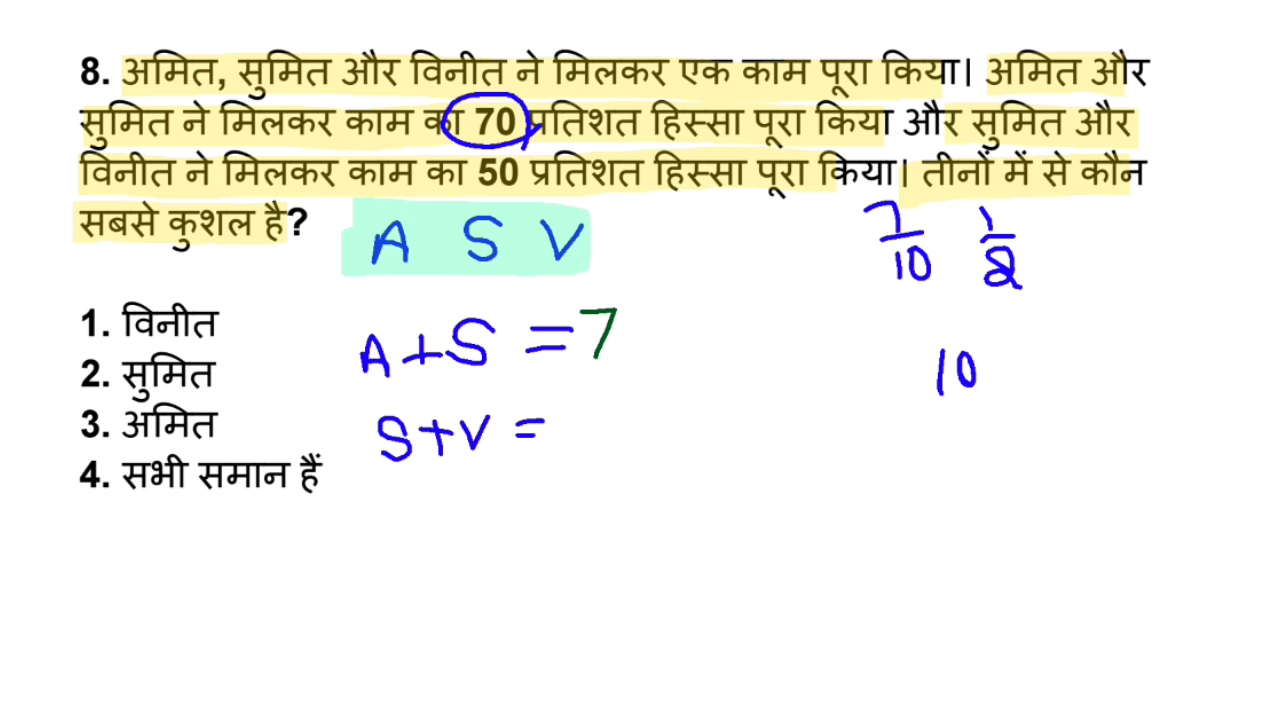 8. अमित, सुमित और विनीत ने मिलकर एक काम पूरा किया। अमित और
सुमित ने मिलकर काम का 70 प्रतिशत हिस्सा पूरा किया और सुमित और
विनीत ने मिलकर काम का 50 प्रतिशत हिस्सा पूरा किया। तीनों में से कौन
सबसे कुशल है?
A S V
7/10 1/2
1. विनीत
A+S = 7
2. सुमित
10
3. अमित
S+V =
4. सभी समान हैं